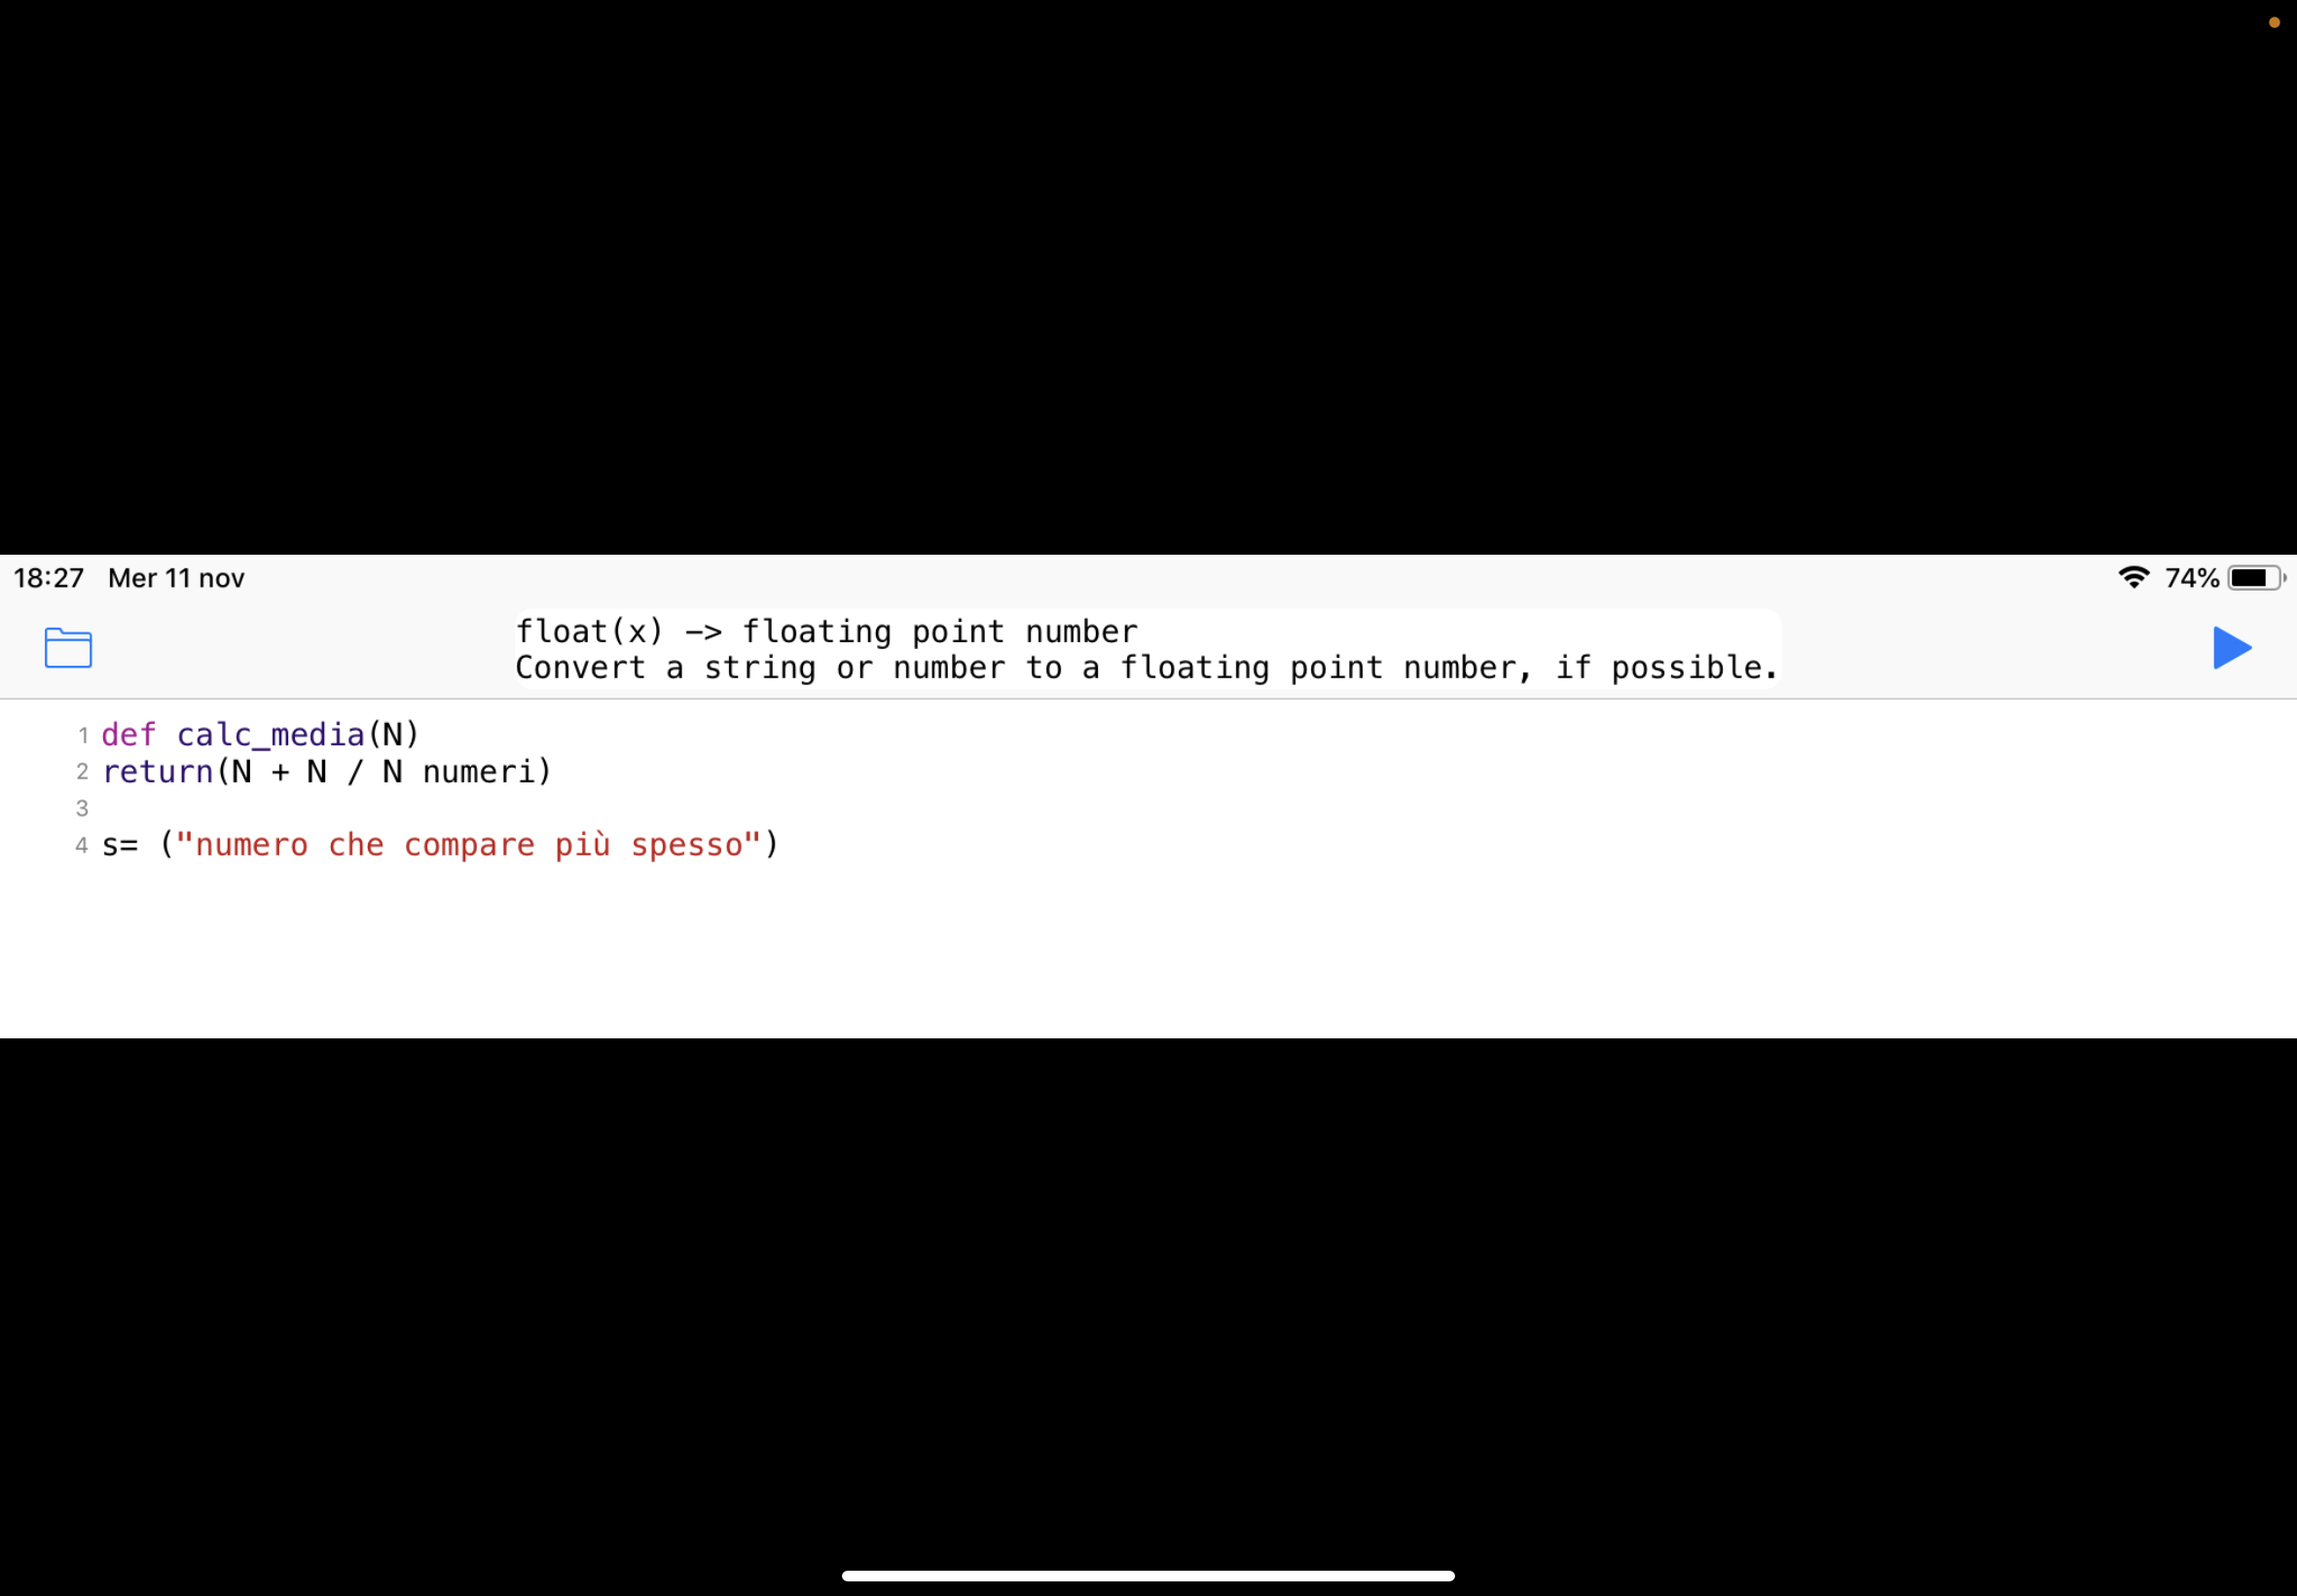 18:27 Mer 11 nov 74%
float(x) -> floating point number
Convert a string or number to a floating point number, if possible.
1 def calc_media(N)
2 return(N + N / N numeri)
3
4 s= ("numero che compare più spesso")